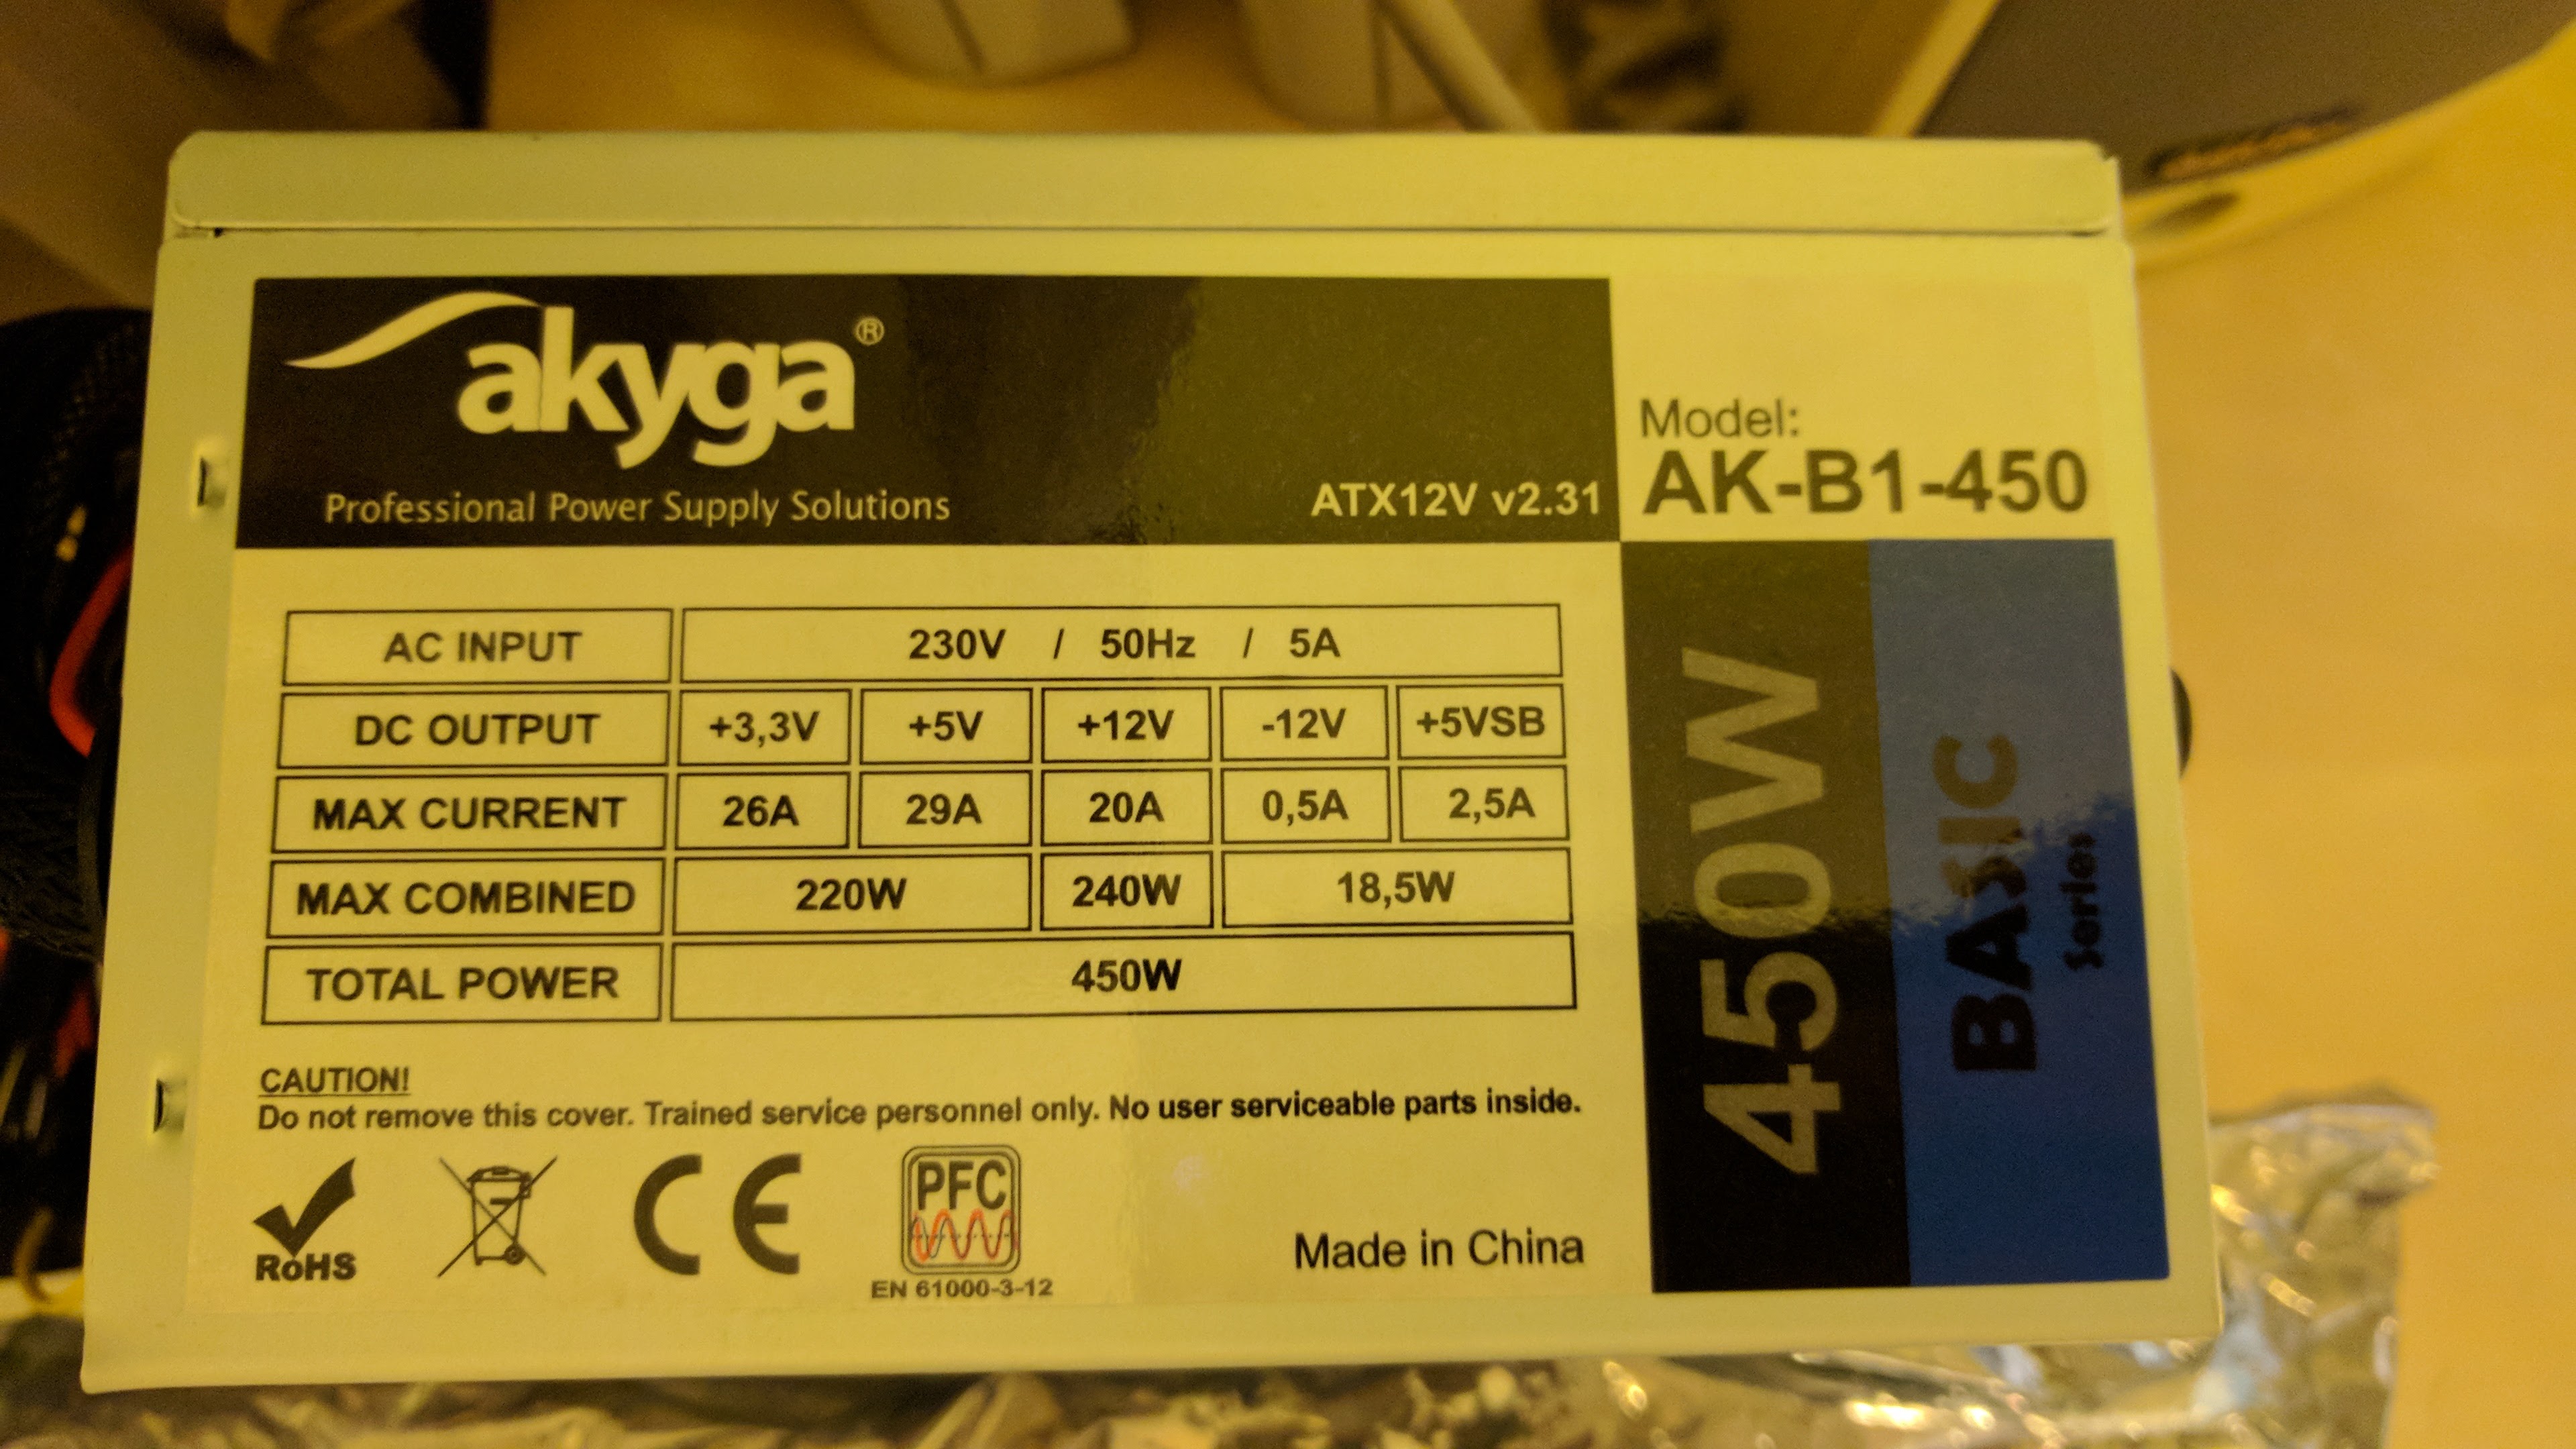 akyga®
Professional Power Supply Solutions
ATX12V v2.31
Model:
AK-B1-450
AC INPUT 230V / 50Hz / 5A
DC OUTPUT +3,3V +5V +12V -12V +5VSB
MAX CURRENT 26A 29A 20A 0,5A 2,5A
MAX COMBINED 220W 240W 18,5W
TOTAL POWER 450W
450W
BASIC
Series
CAUTION!
Do not remove this cover. Trained service personnel only. No user serviceable parts inside.
RoHS
CE
PFC
EN 61000-3-12
Made in China